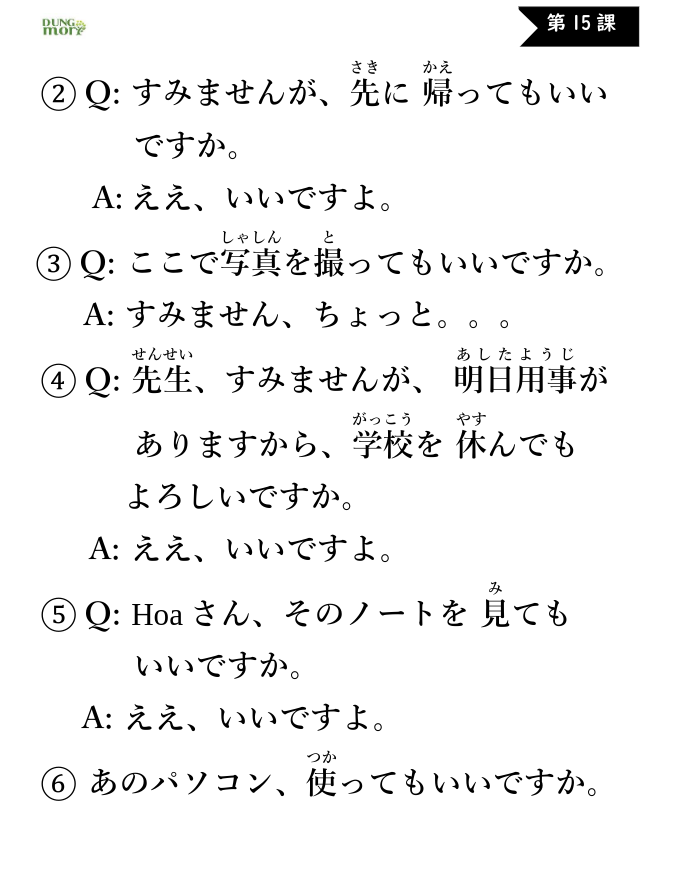 DUNG mori
第15課
② Q: すみませんが、先に 帰ってもいい
さき かえ
ですか。
A: ええ、いいですよ。
しゃしん と
③ Q: ここで写真を撮ってもいいですか。
A: すみません、ちょっと。。。
せんせい あしたようじ
④ Q: 先生、すみませんが、 明日用事が
がっこう やす
ありますから、学校を 休んでも
よろしいですか。
A: ええ、いいですよ。
み
⑤ Q: Hoa さん、そのノートを 見ても
いいですか。
A: ええ、いいですよ。
つか
⑥ あのパソコン、使ってもいいですか。